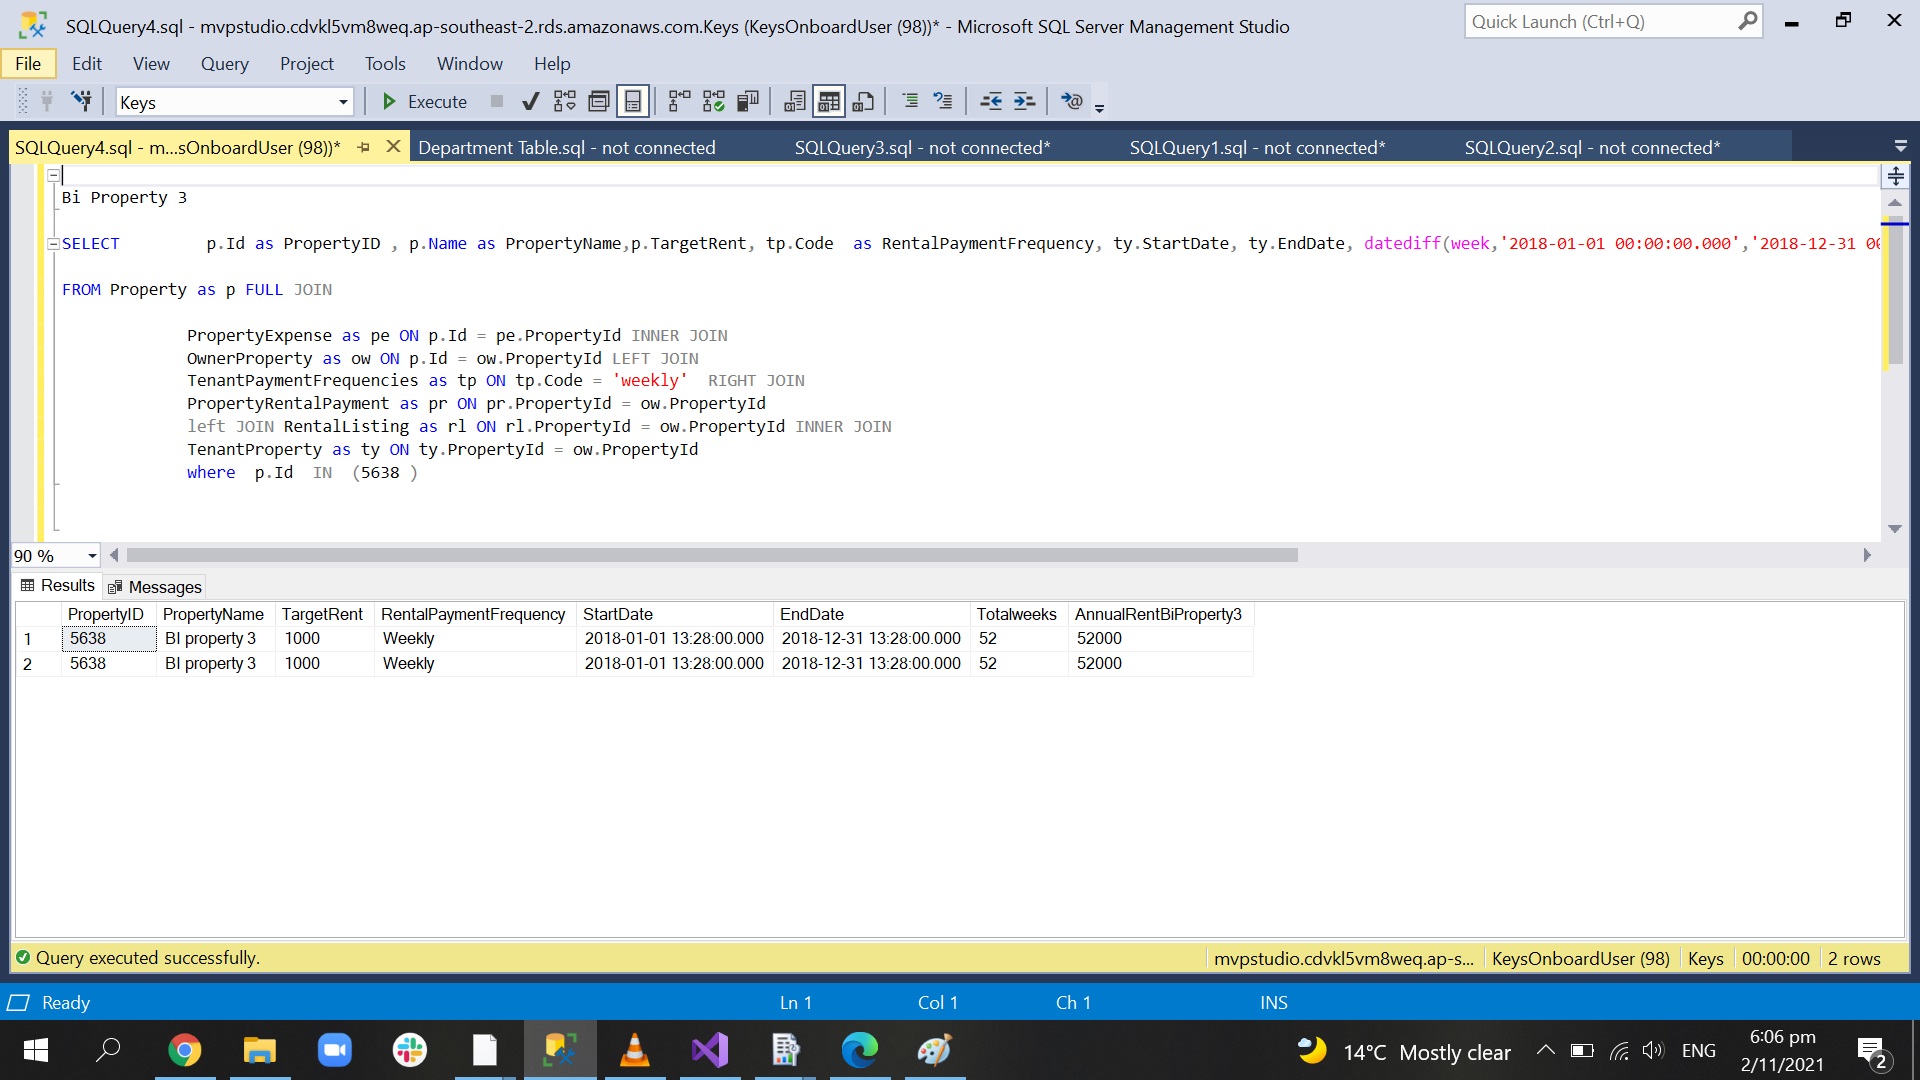 SQLQuery4.sql - mvpstudio.cdvkl5vm8weq.ap-southeast-2.rds.amazonaws.com.Keys (KeysOnboardUser (98))* - Microsoft SQL Server Management Studio
Quick Launch (Ctrl+Q)
File Edit View Query Project Tools Window Help
Keys Execute
SQLQuery4.sql - m...sOnboardUser (98))* Department Table.sql - not connected SQLQuery3.sql - not connected* SQLQuery1.sql - not connected* SQLQuery2.sql - not connected*
Bi Property 3
SELECT p.Id as PropertyID , p.Name as PropertyName,p.TargetRent, tp.Code as RentalPaymentFrequency, ty.StartDate, ty.EndDate, datediff(week,'2018-01-01 00:00:00.000','2018-12-31 00
FROM Property as p FULL JOIN
PropertyExpense as pe ON p.Id = pe.PropertyId INNER JOIN
OwnerProperty as ow ON p.Id = ow.PropertyId LEFT JOIN
TenantPaymentFrequencies as tp ON tp.Code = 'weekly' RIGHT JOIN
PropertyRentalPayment as pr ON pr.PropertyId = ow.PropertyId
left JOIN RentalListing as rl ON rl.PropertyId = ow.PropertyId INNER JOIN
TenantProperty as ty ON ty.PropertyId = ow.PropertyId
where p.Id IN (5638 )
90 %
Results Messages
PropertyID PropertyName TargetRent RentalPaymentFrequency StartDate EndDate Totalweeks AnnualRentBiProperty3
1 5638 BI property 3 1000 Weekly 2018-01-01 13:28:00.000 2018-12-31 13:28:00.000 52 52000
2 5638 BI property 3 1000 Weekly 2018-01-01 13:28:00.000 2018-12-31 13:28:00.000 52 52000
Query executed successfully. mvpstudio.cdvkl5vm8weq.ap-s... KeysOnboardUser (98) Keys 00:00:00 2 rows
Ready Ln 1 Col 1 Ch 1 INS
14°C Mostly clear ENG 6:06 pm
2/11/2021 2